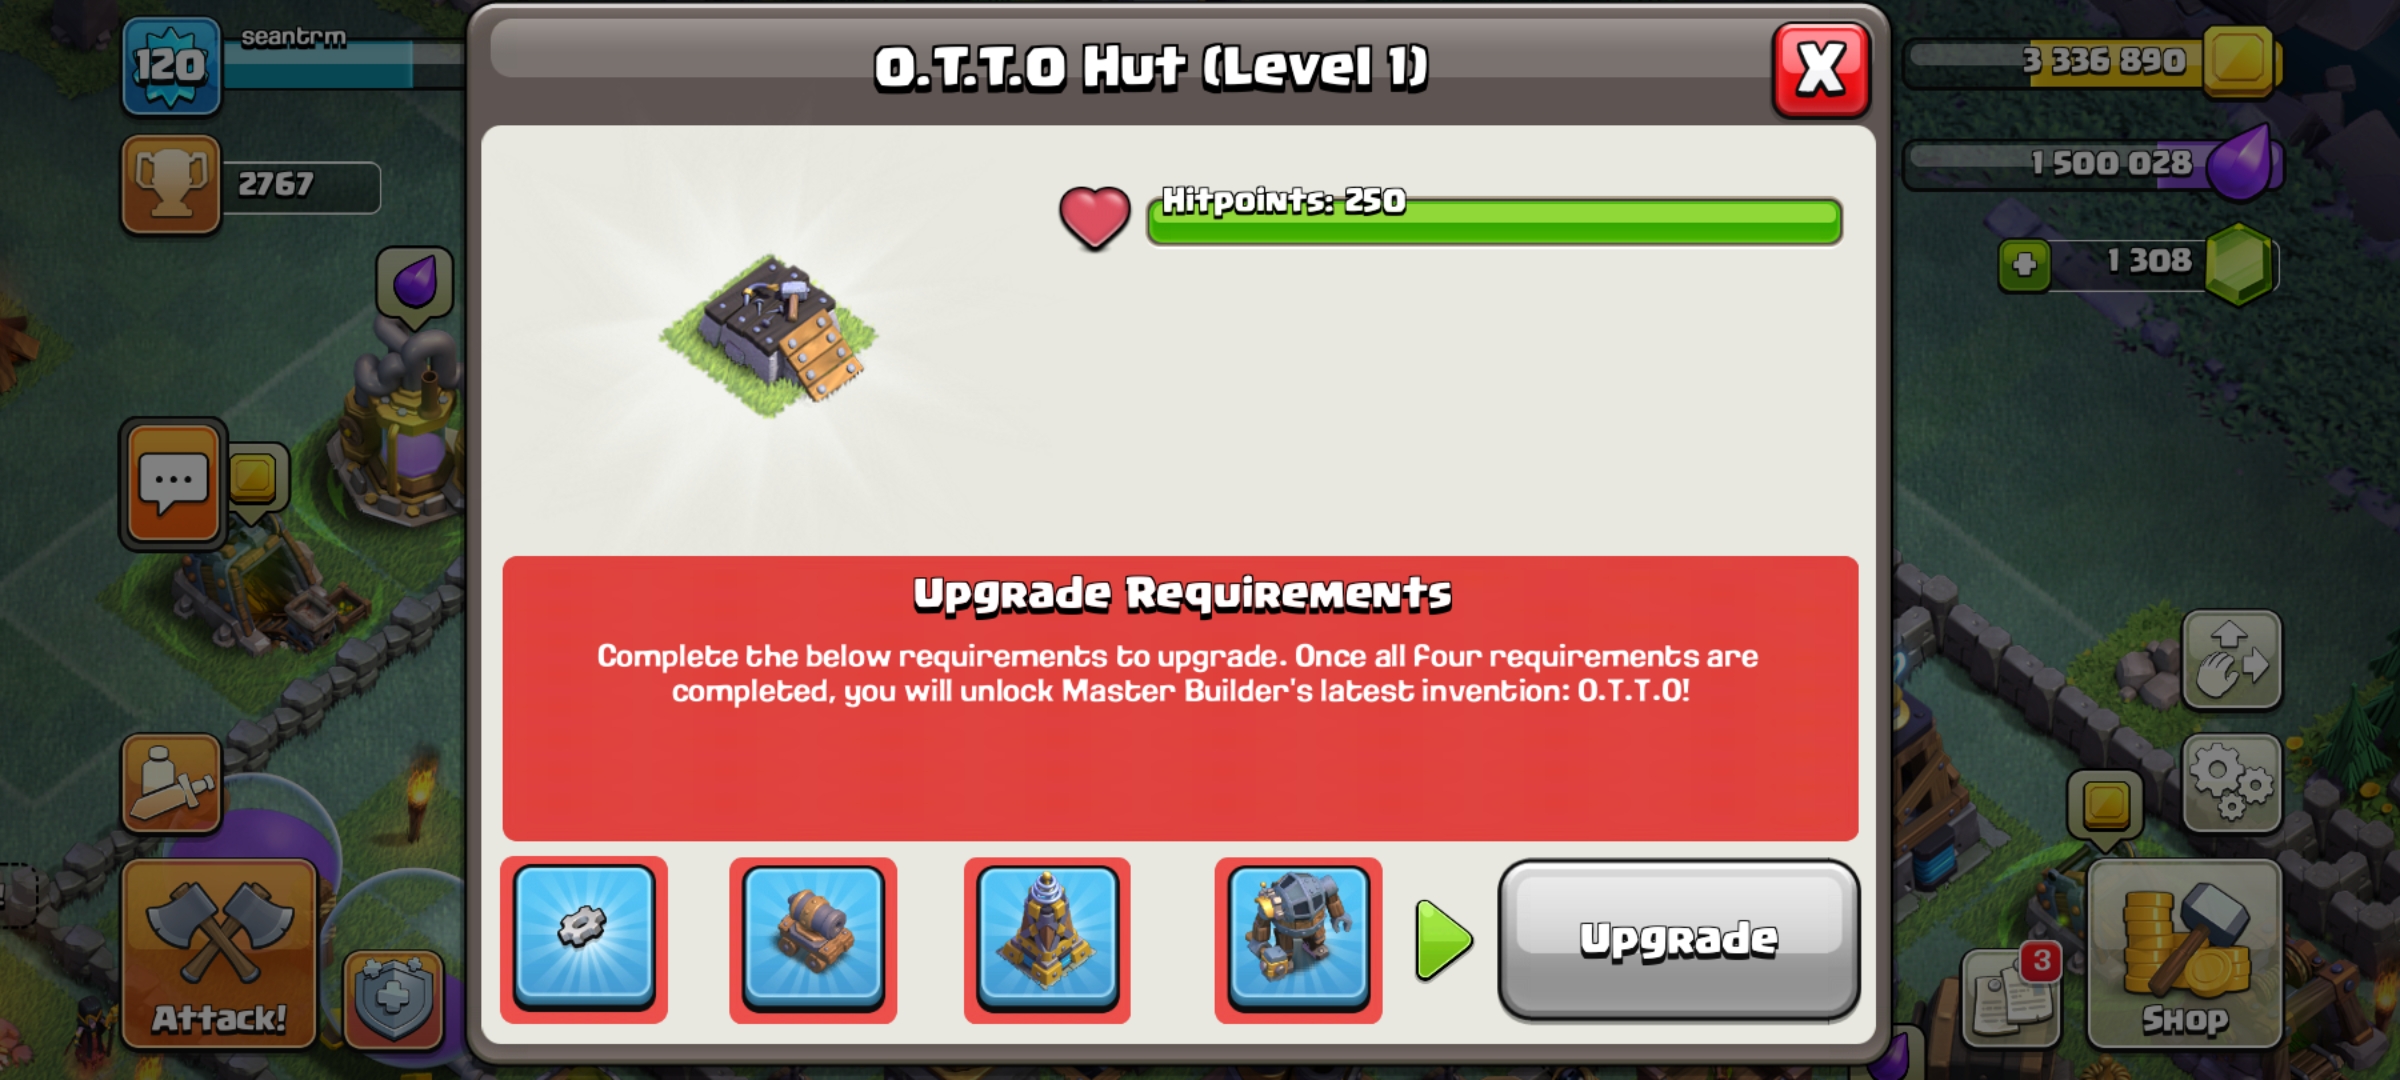 120
seantrm
O.T.T.O Hut (Level 1)
X
3 336 890
2767
Hitpoints: 250
1 500 028
1 308
Upgrade Requirements
Complete the below requirements to upgrade. Once all four requirements are
completed, you will unlock Master Builder's latest invention: O.T.T.O!
Upgrade
3
Attack!
Shop